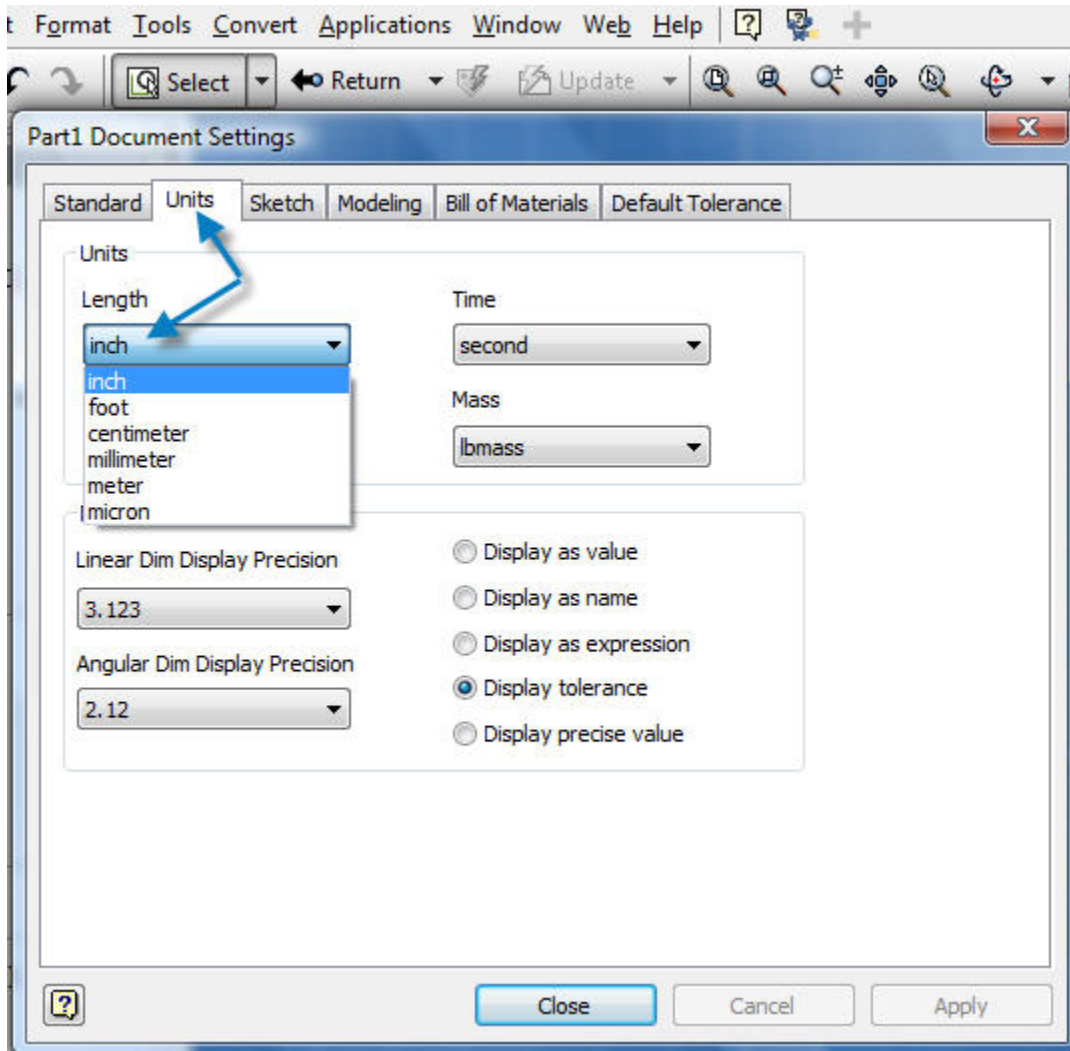 t Format Tools Convert Applications Window Web Help
Select Return Update
Part1 Document Settings
Standard Units Sketch Modeling Bill of Materials Default Tolerance
Units
Length Time
inch second
inch
foot Mass
centimeter
millimeter lbmass
meter
micron
Linear Dim Display Precision Display as value
3.123 Display as name
Display as expression
Angular Dim Display Precision
2.12 Display tolerance
Display precise value
Close Cancel Apply